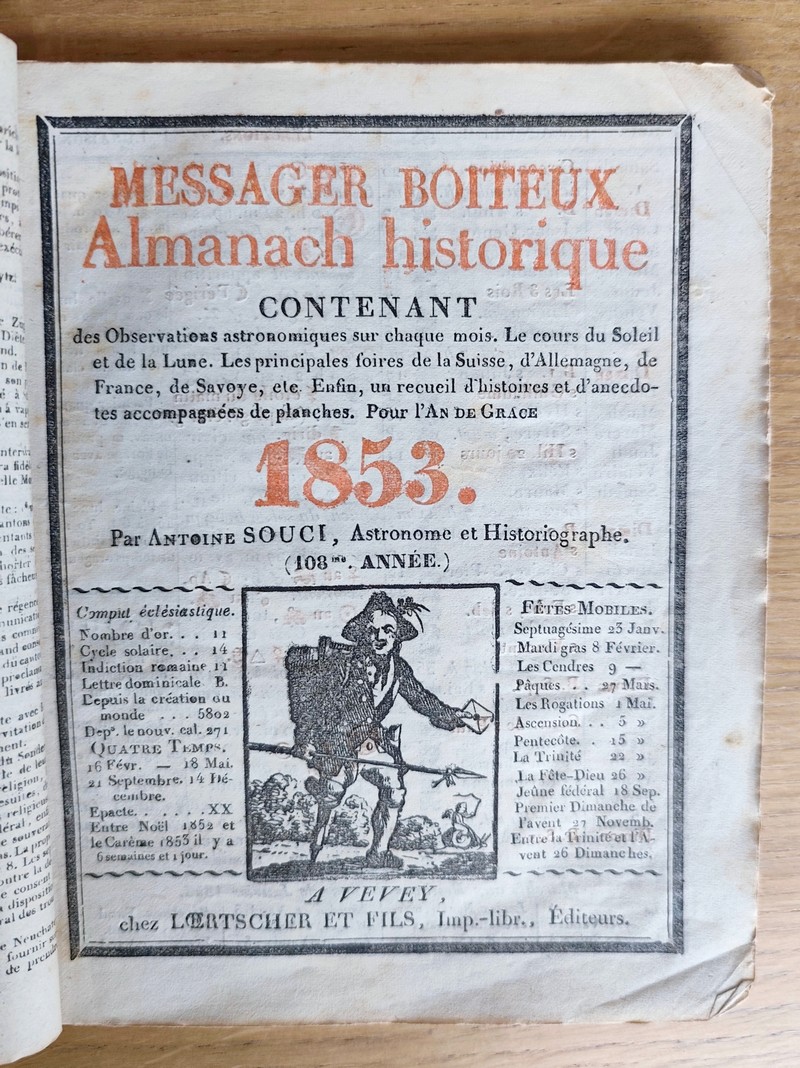 MESSAGER BOITEUX
Almanach historique
CONTENANT
des Observations astronomiques sur chaque mois. Le cours du Soleil
et de la Lune. Les principales foires de la Suisse, d'Allemagne, de
France, de Savoye, etc. Enfin, un recueil d'histoires et d'anecdo-
tes accompagnées de planches. Pour l'AN DE GRACE
1853.
Par ANTOINE SOUCI, Astronome et Historiographe.
(108me. ANNÉE.)
Comput éclésiastique.
Nombre d'or. . . 11
Cycle solaire. . . 14
Indiction romaine 11
Lettre dominicale B.
Depuis la création du
monde . . . 5802
Deps. le nouv. cal. 271
QUATRE TEMPS.
16 Févr. — 18 Mai.
21 Septembre. 14 Dé-
cembre.
Epacte. . . . . . XX
Entre Noël 1852 et
le Carême 1853 il y a
6 semaines et 1 jour.
FÊTES MOBILES.
Septuagésime 23 Janv.
Mardi gras 8 Février.
Les Cendres 9 —
Pâques. . . 27 Mars.
Les Rogations 1 Mai.
Ascension. . . 5 »
Pentecôte. . 15 »
La Trinité 22 »
La Fête-Dieu 26 »
Jeûne fédéral 18 Sep.
Premier Dimanche de
l'avent 27 Novemb.
Entre la Trinité et l'A-
vent 26 Dimanches.
A VEVEY,
chez LŒRTSCHER ET FILS, Imp.-libr., Éditeurs.